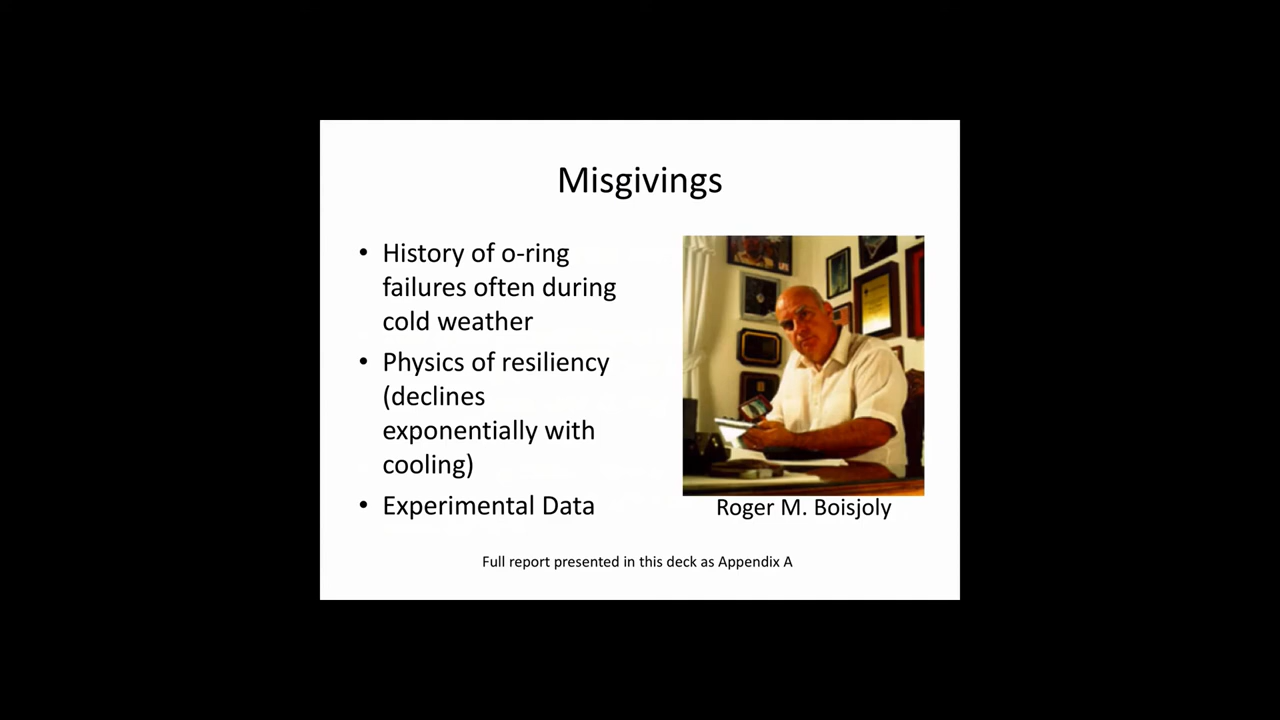 Misgivings
• History of o-ring
failures often during
cold weather
• Physics of resiliency
(declines
exponentially with
cooling)
• Experimental Data
Roger M. Boisjoly
Full report presented in this deck as Appendix A